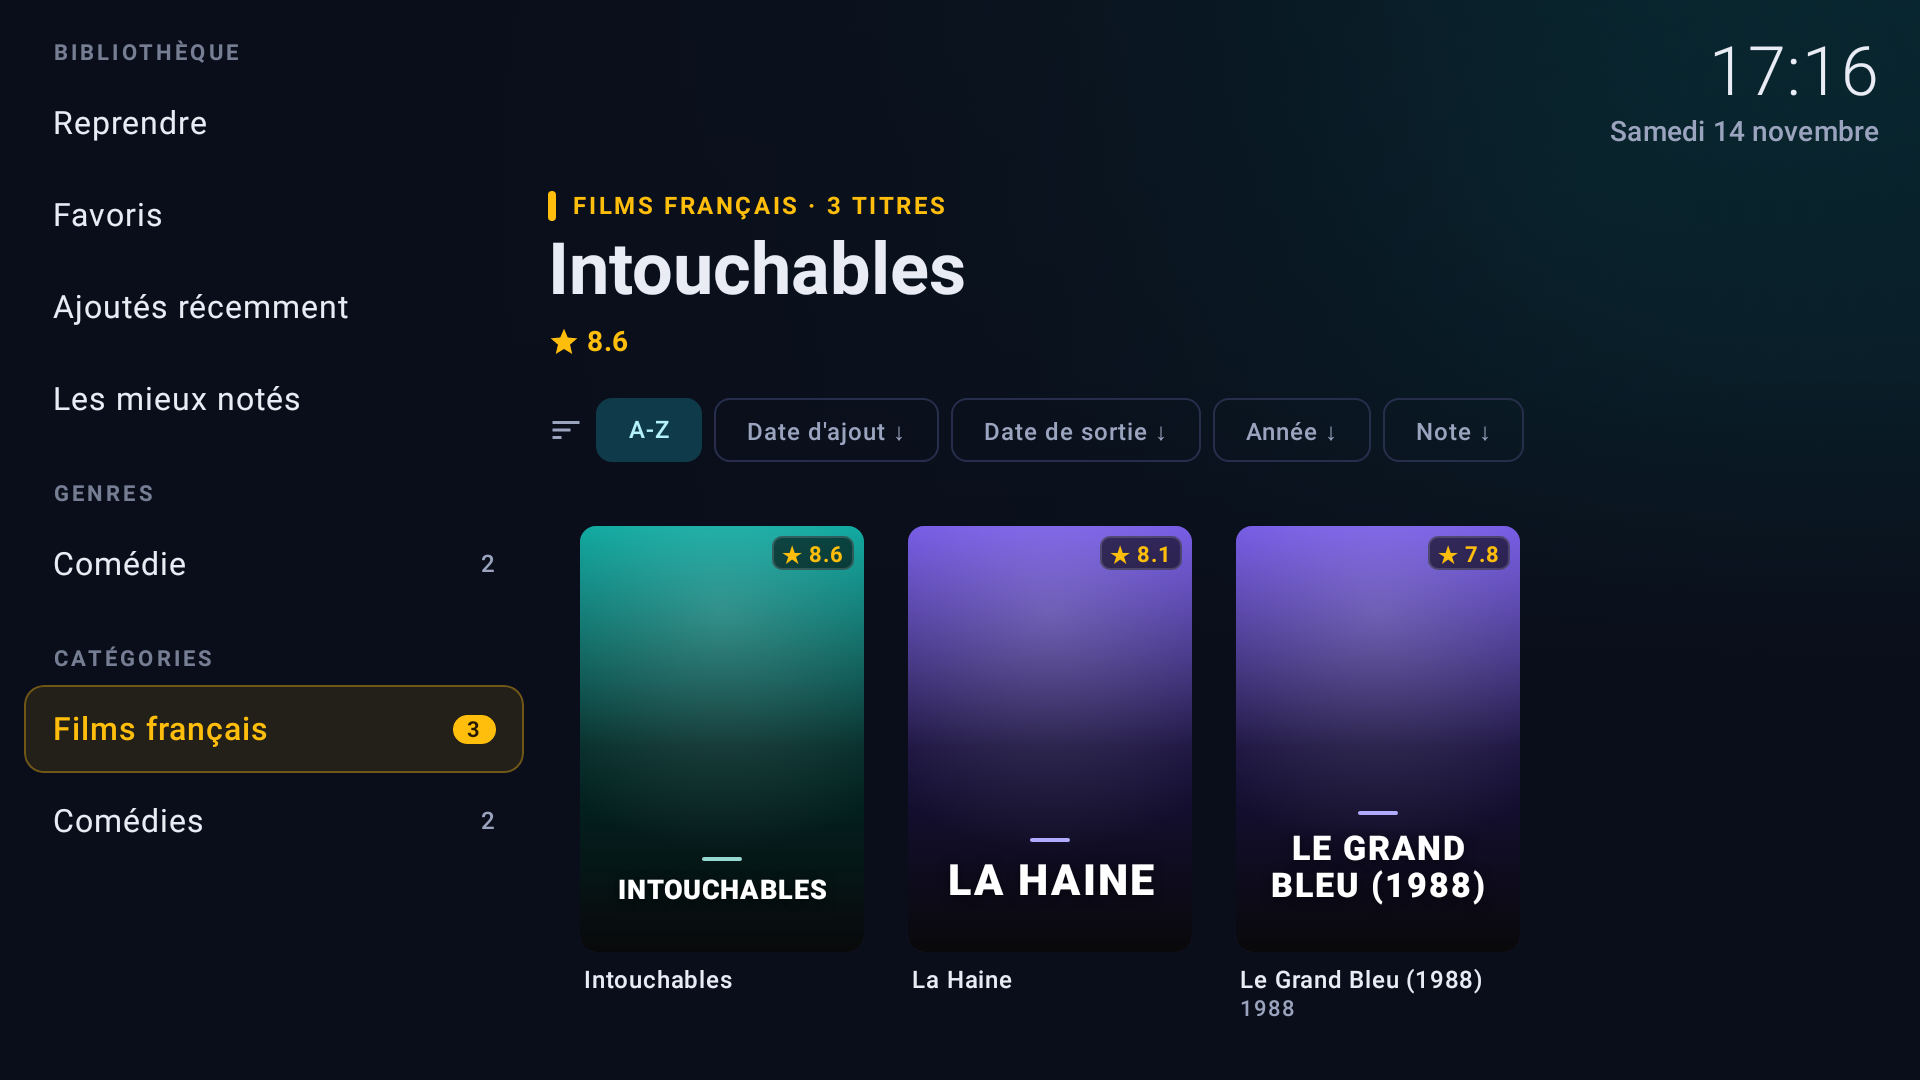 BIBLIOTHÈQUE
Reprendre
Favoris
Ajoutés récemment
Les mieux notés
GENRES
Comédie 2
CATÉGORIES
Films français 3
Comédies 2
17:16
Samedi 14 novembre
FILMS FRANÇAIS · 3 TITRES
Intouchables
★ 8.6
A-Z Date d'ajout ↓ Date de sortie ↓ Année ↓ Note ↓
★ 8.6
INTOUCHABLES
Intouchables
★ 8.1
LA HAINE
La Haine
★ 7.8
LE GRAND
BLEU (1988)
Le Grand Bleu (1988)
1988